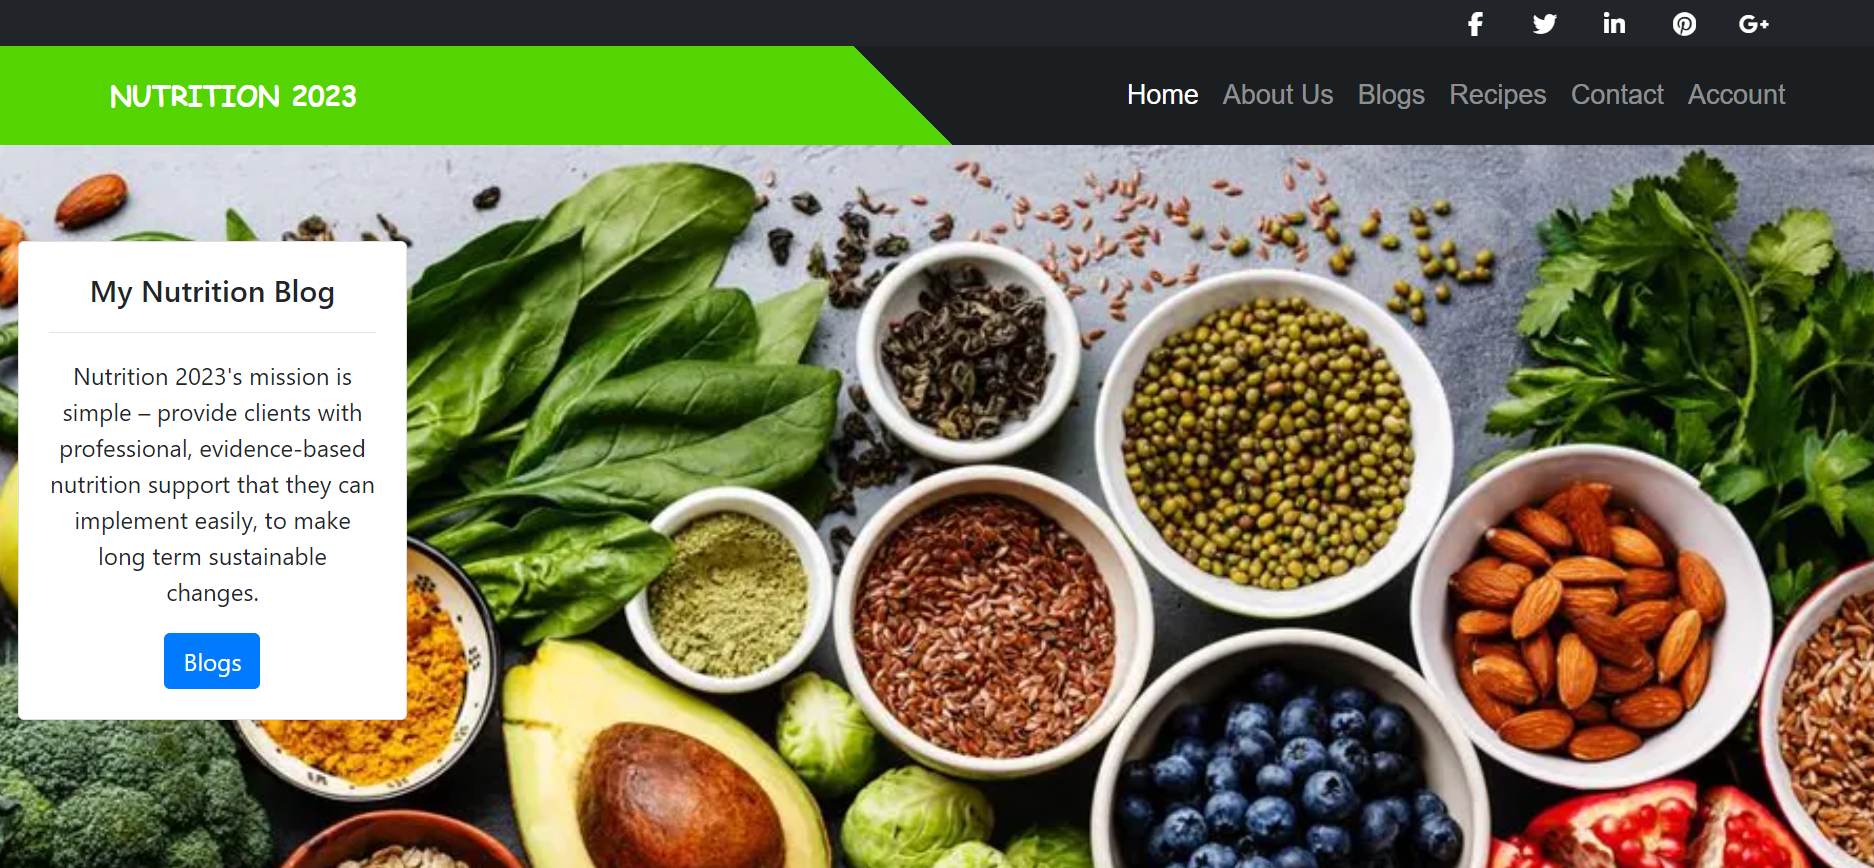 NUTRITION 2023
Home About Us Blogs Recipes Contact Account
My Nutrition Blog
Nutrition 2023's mission is
simple – provide clients with
professional, evidence-based
nutrition support that they can
implement easily, to make
long term sustainable
changes.
Blogs